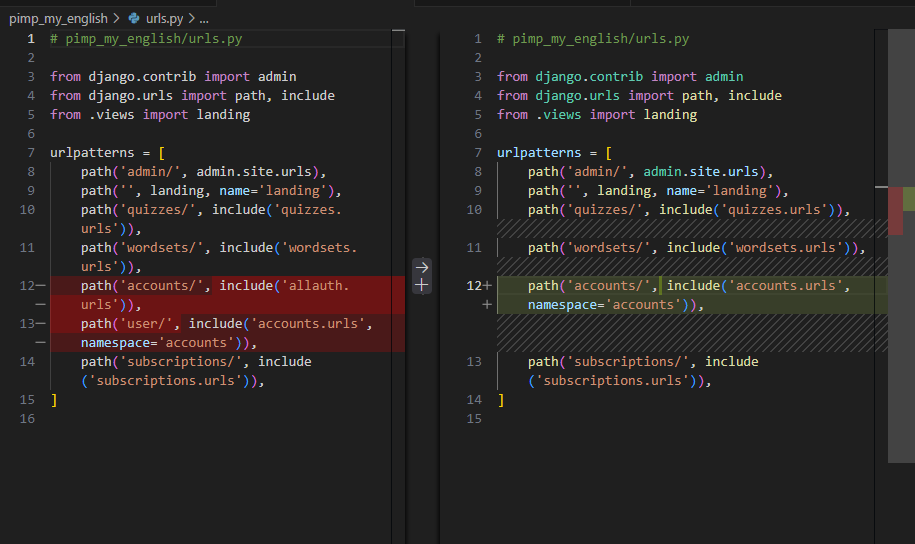 pimp_my_english > urls.py > ...
1 # pimp_my_english/urls.py
2
3 from django.contrib import admin
4 from django.urls import path, include
5 from .views import landing
6
7 urlpatterns = [
8 path('admin/', admin.site.urls),
9 path('', landing, name='landing'),
10 path('quizzes/', include('quizzes.
urls')),
11 path('wordsets/', include('wordsets.
urls')),
12— path('accounts/', include('allauth.
— urls')),
13— path('user/', include('accounts.urls',
— namespace='accounts')),
14 path('subscriptions/', include
('subscriptions.urls')),
15 ]
16
→
+
1 # pimp_my_english/urls.py
2
3 from django.contrib import admin
4 from django.urls import path, include
5 from .views import landing
6
7 urlpatterns = [
8 path('admin/', admin.site.urls),
9 path('', landing, name='landing'),
10 path('quizzes/', include('quizzes.urls')),
11 path('wordsets/', include('wordsets.urls')),
12+ path('accounts/', include('accounts.urls',
+ namespace='accounts')),
13 path('subscriptions/', include
('subscriptions.urls')),
14 ]
15